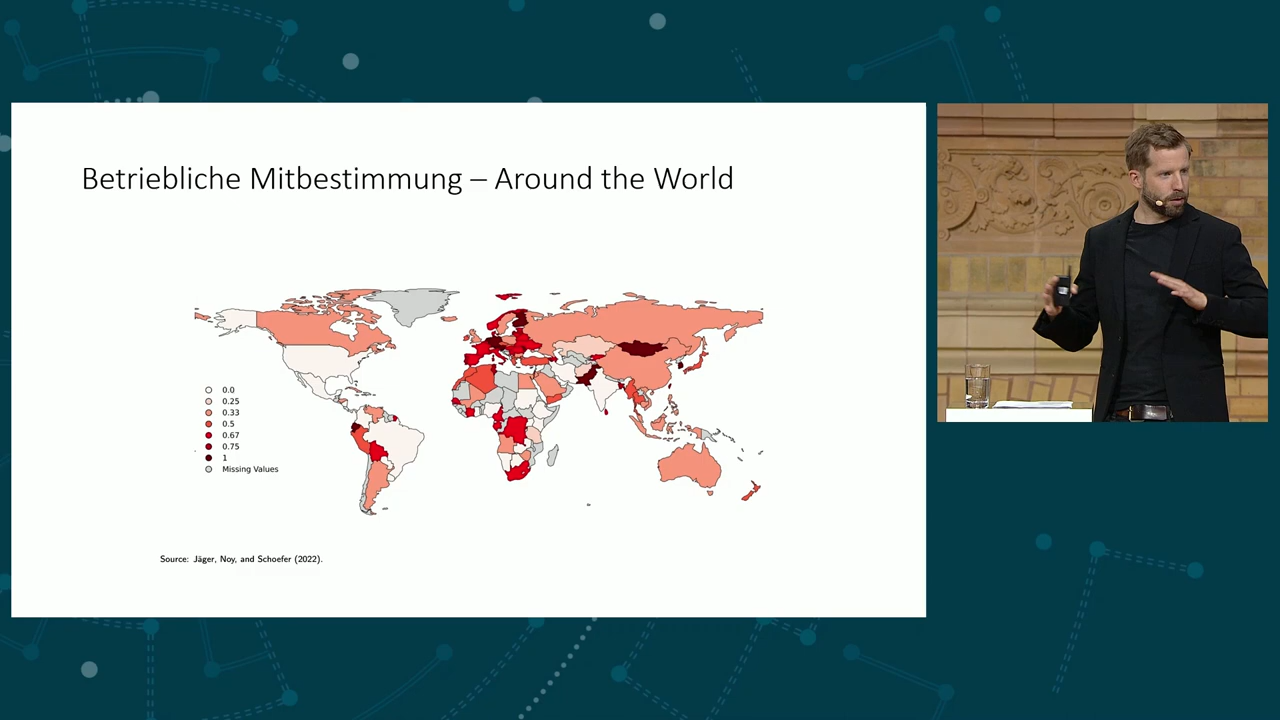 Betriebliche Mitbestimmung – Around the World
0.0
0.25
0.33
0.5
0.67
0.75
1
Missing Values
Source: Jäger, Noy, and Schoefer (2022).